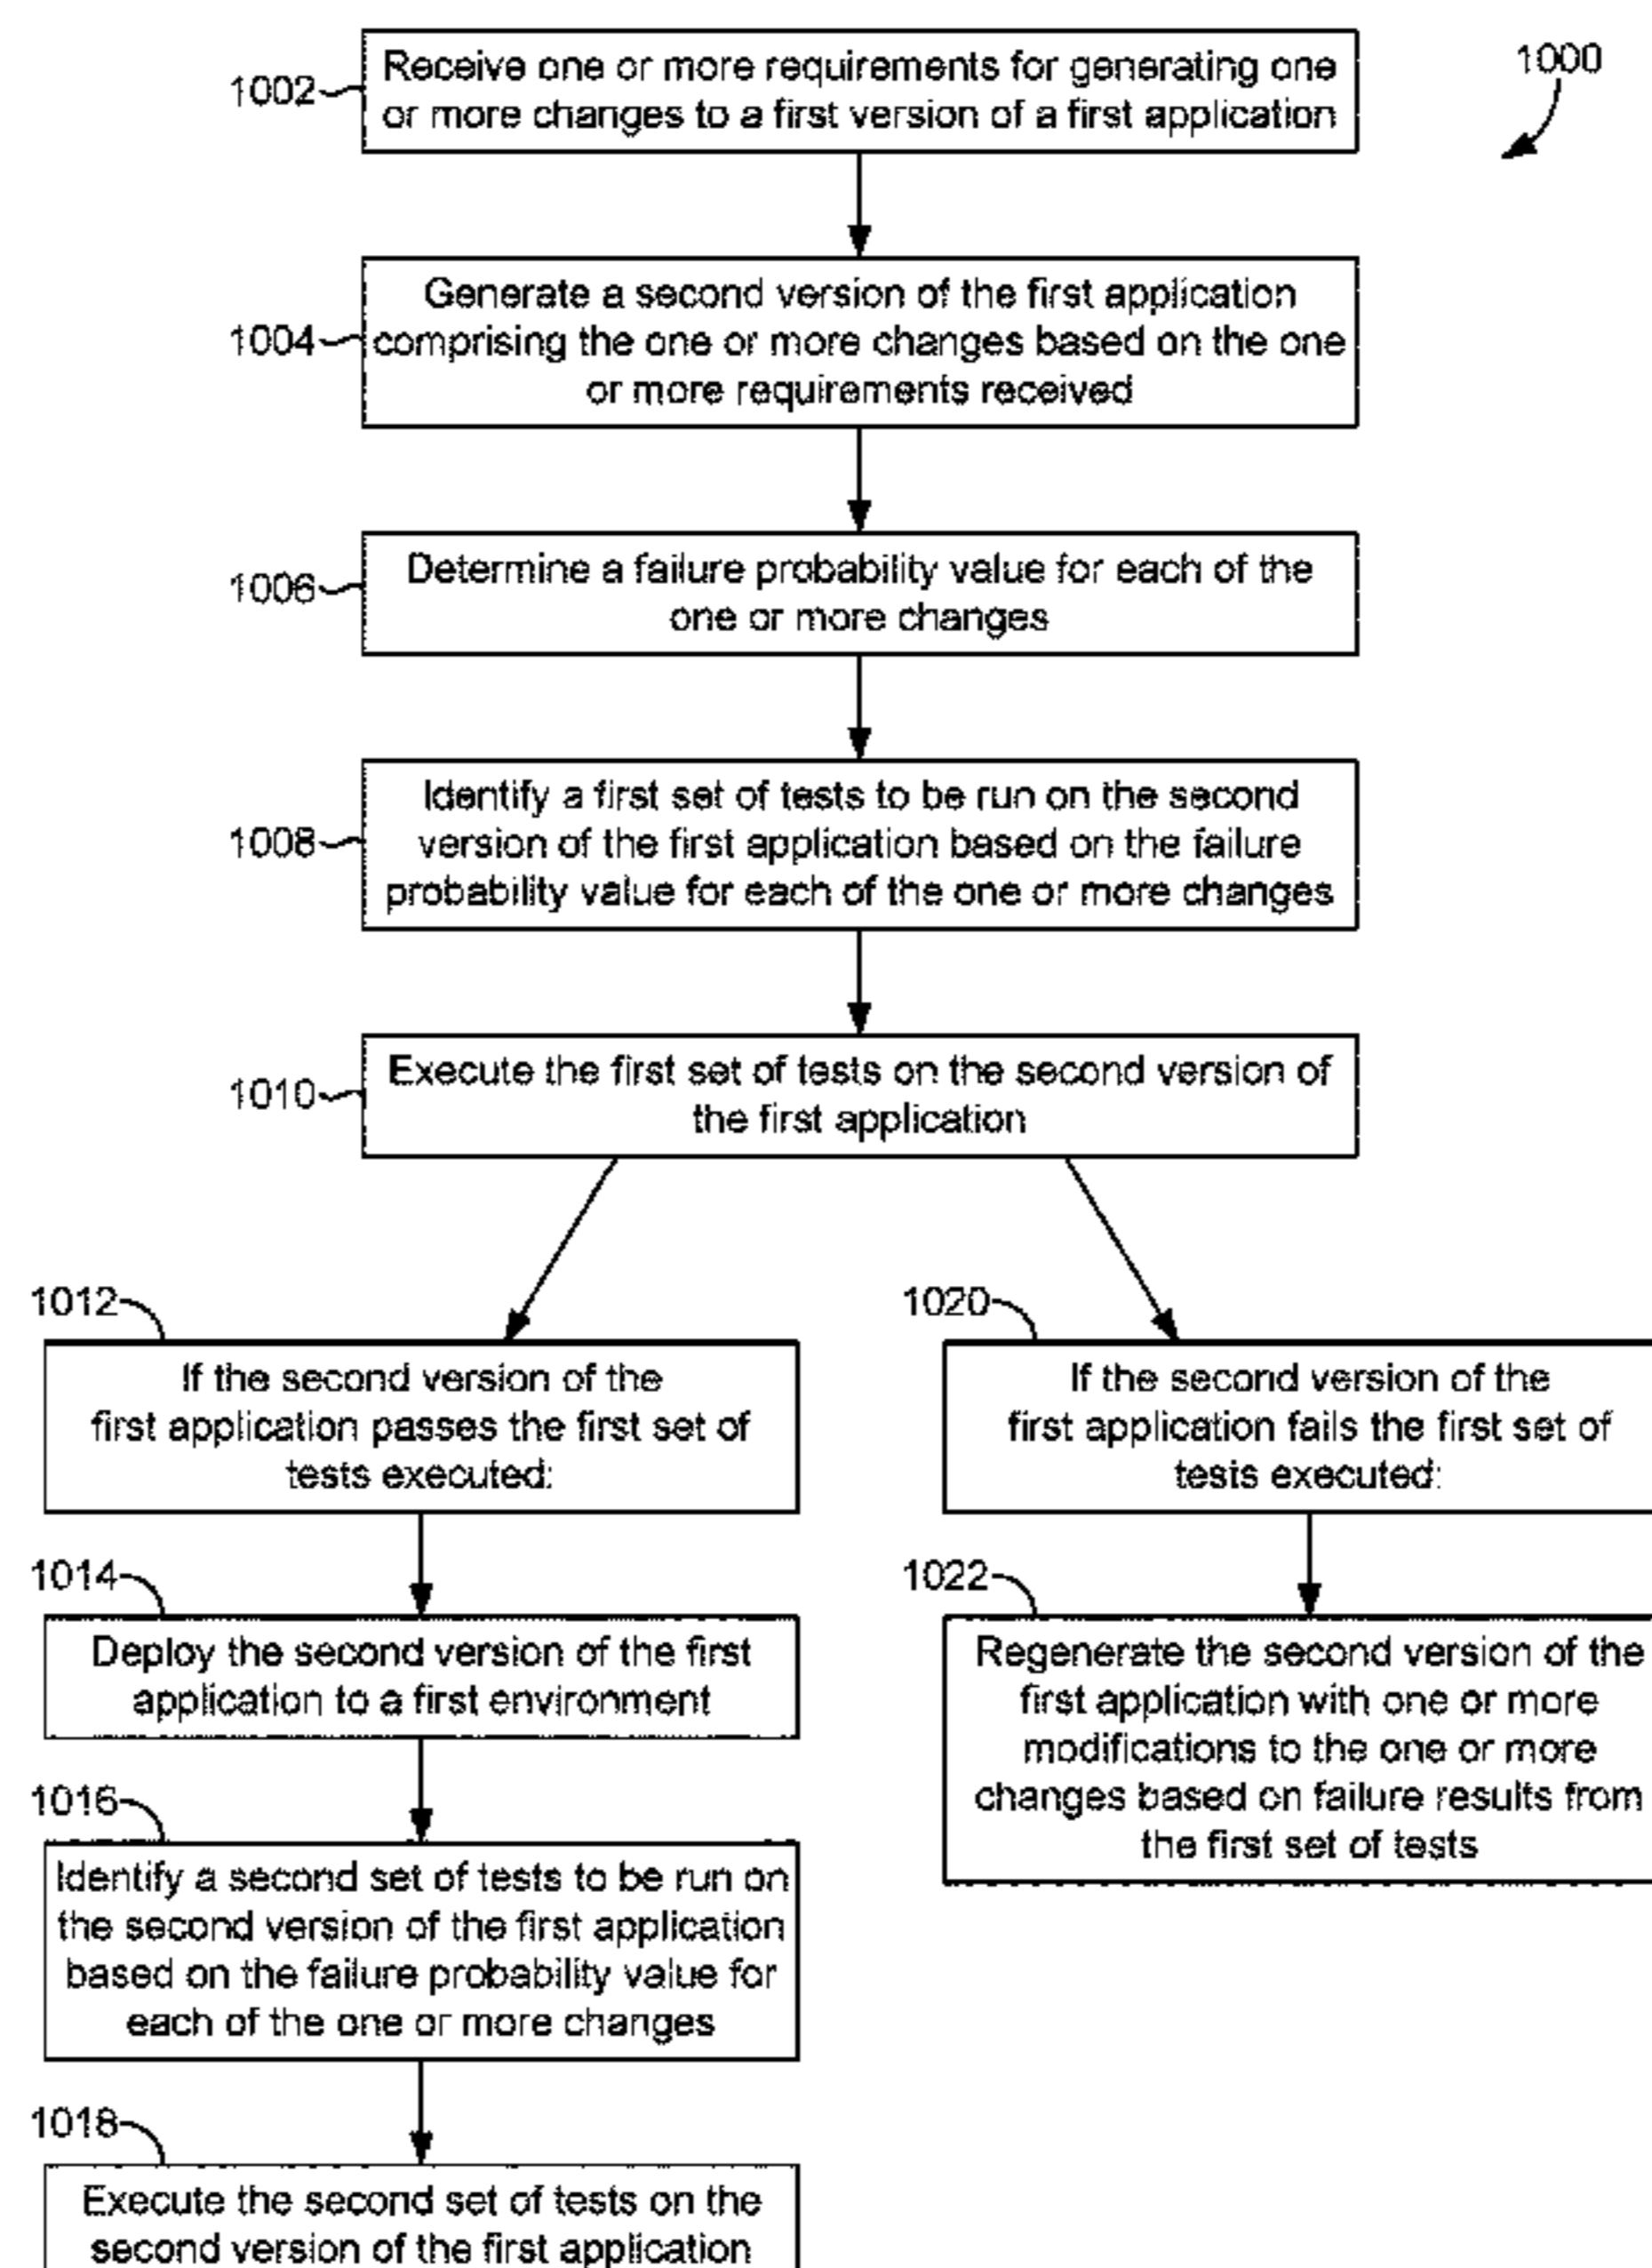 1000
1002
Receive one or more requirements for generating one
or more changes to a first version of a first application
1004
Generate a second version of the first application
comprising the one or more changes based on the one
or more requirements received
1006
Determine a failure probability value for each of the
one or more changes
1008
Identify a first set of tests to be run on the second
version of the first application based on the failure
probability value for each of the one or more changes
1010
Execute the first set of tests on the second version of
the first application
1012
If the second version of the
first application passes the first set of
tests executed:
1014
Deploy the second version of the first
application to a first environment
1016
Identify a second set of tests to be run on
the second version of the first application
based on the failure probability value for
each of the one or more changes
1018
Execute the second set of tests on the
second version of the first application
1020
If the second version of the
first application fails the first set of
tests executed:
1022
Regenerate the second version of the
first application with one or more
modifications to the one or more
changes based on failure results from
the first set of tests